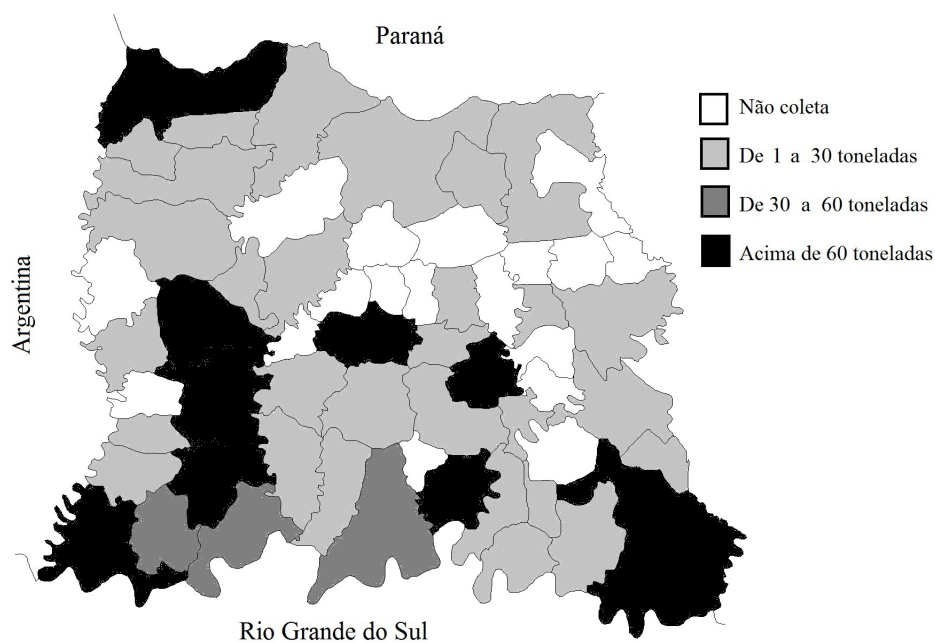 Paraná
Não coleta
De 1 a 30 toneladas
De 30 a 60 toneladas
Acima de 60 toneladas
Argentina
Rio Grande do Sul